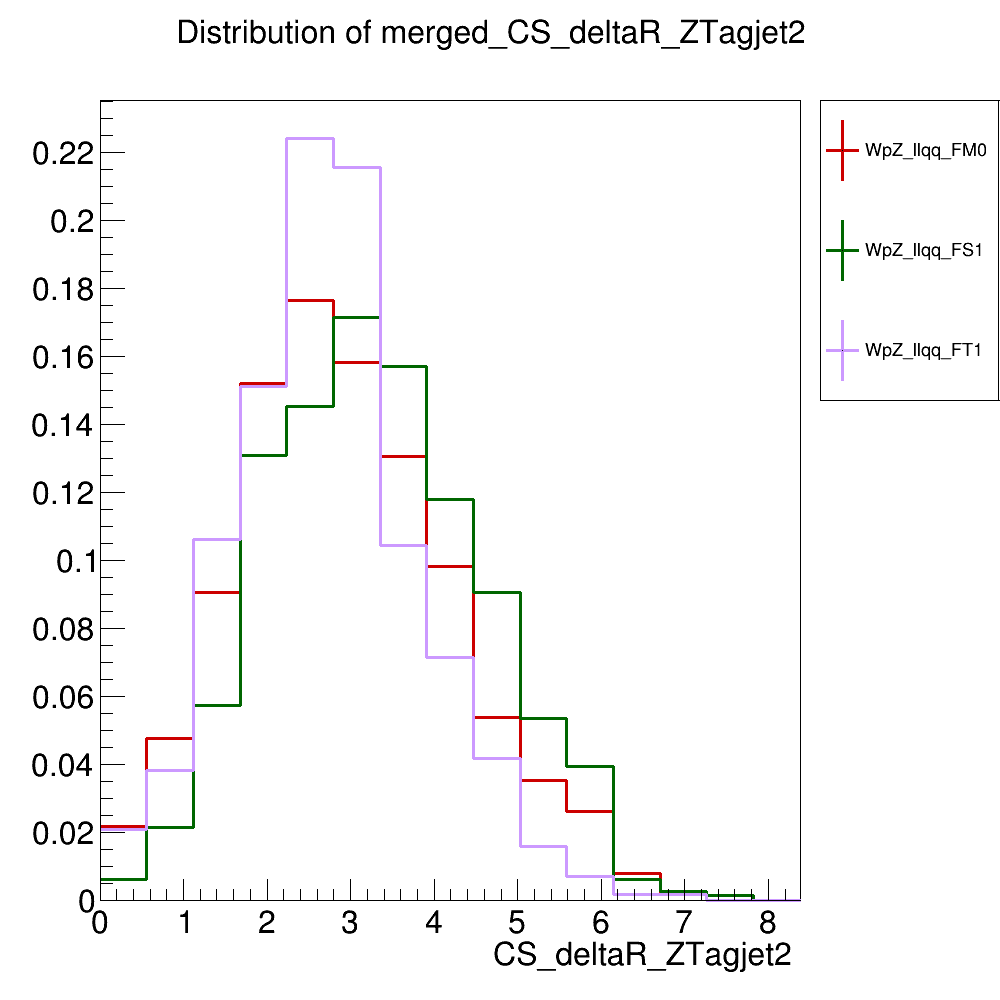 Distribution of merged_CS_deltaR_ZTagjet2
0.22
0.2
0.18
0.16
0.14
0.12
0.1
0.08
0.06
0.04
0.02
0
0 1 2 3 4 5 6 7 8
CS_deltaR_ZTagjet2
WpZ_llqq_FM0
WpZ_llqq_FS1
WpZ_llqq_FT1